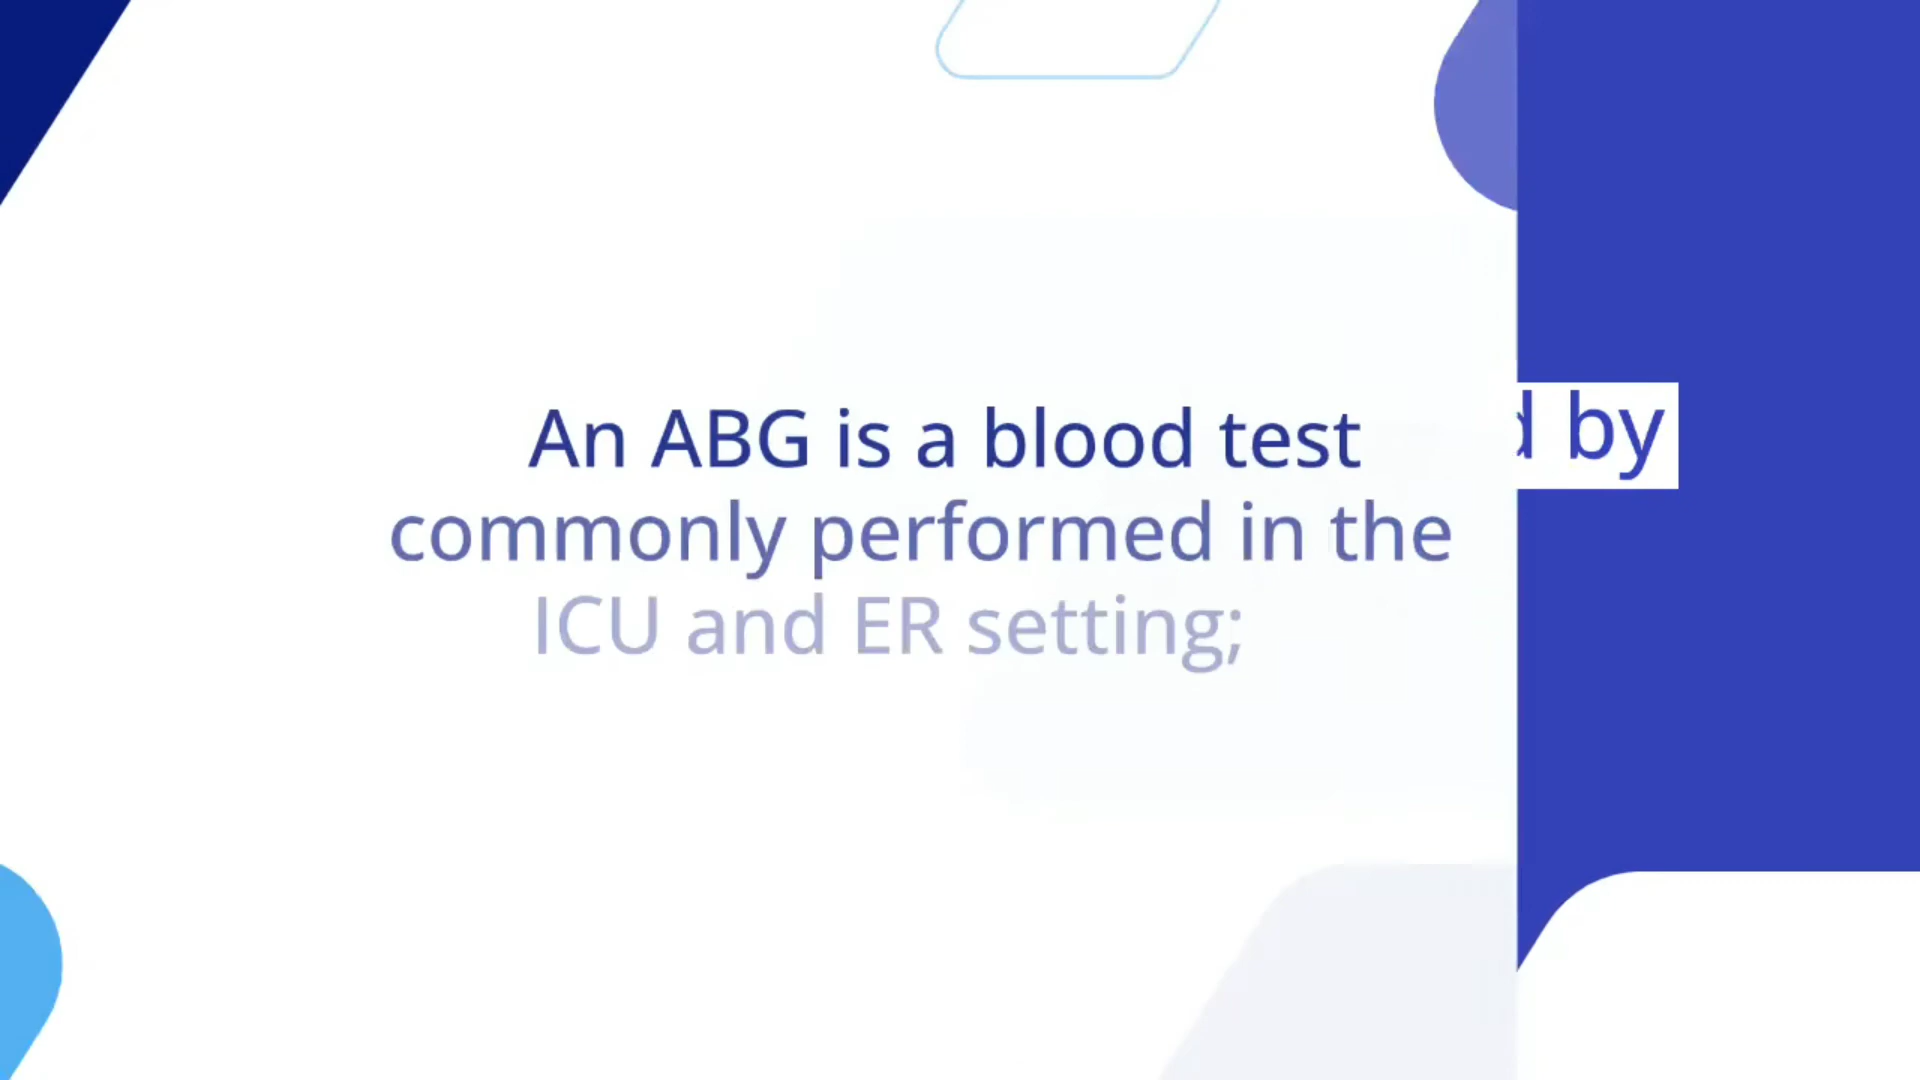 An ABG is a blood test
commonly performed in the
ICU and ER setting;
by